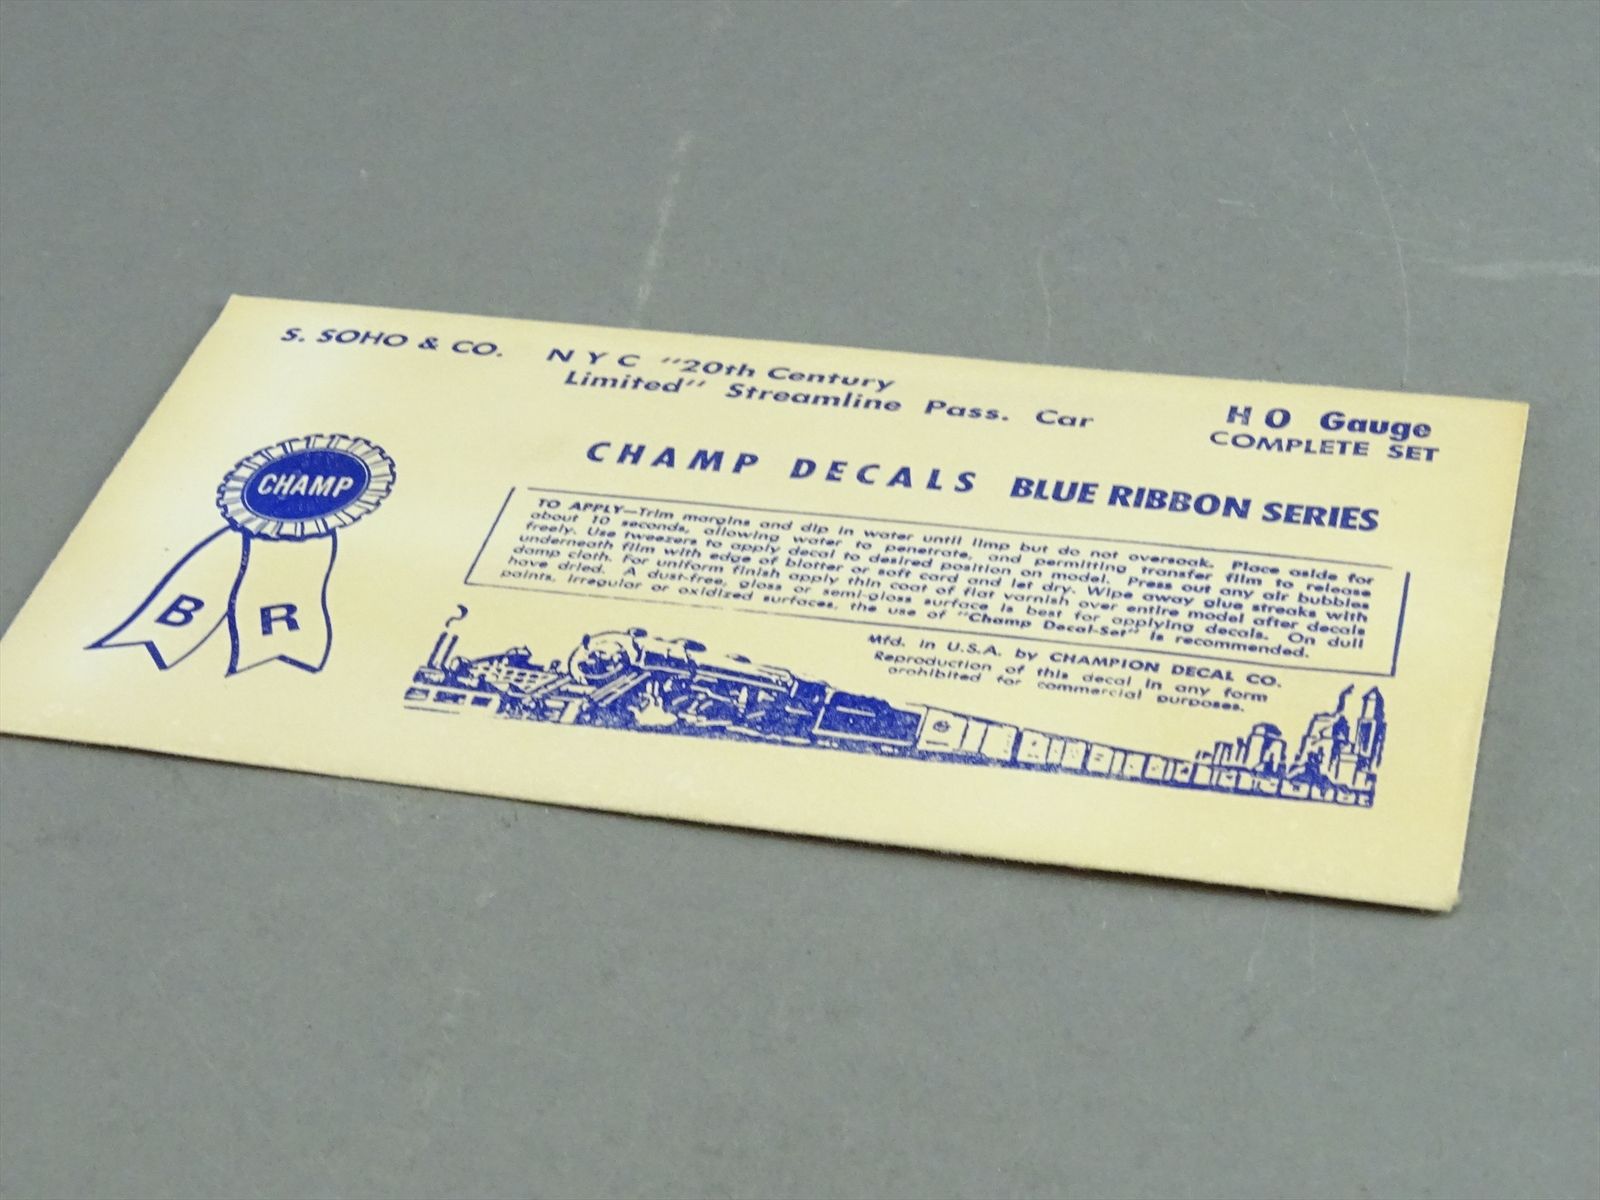 S. SOHO & CO.
N Y C "20th Century
Limited" Streamline Pass. Car
H O Gauge
COMPLETE SET
CHAMP
B R
CHAMP DECALS BLUE RIBBON SERIES
TO APPLY—Trim margins and dip in water until limp but do not oversoak. Place aside for
about 10 seconds, allowing water to penetrate, and permitting transfer film to release
freely. Use tweezers to apply decal to desired position on model. Press out any air bubbles
underneath film with edge of blotter or soft card and let dry. Wipe away glue streaks with
damp cloth. For uniform finish apply thin coat of flat varnish over entire model after decals
have dried. A dust-free, gloss or semi-gloss surface is best for applying decals. On dull
paints, irregular or oxidized surfaces, the use of "Champ Decal-Set" is recommended.
Mfd. in U.S.A. by CHAMPION DECAL CO.
Reproduction of this decal in any form
prohibited for commercial purposes.